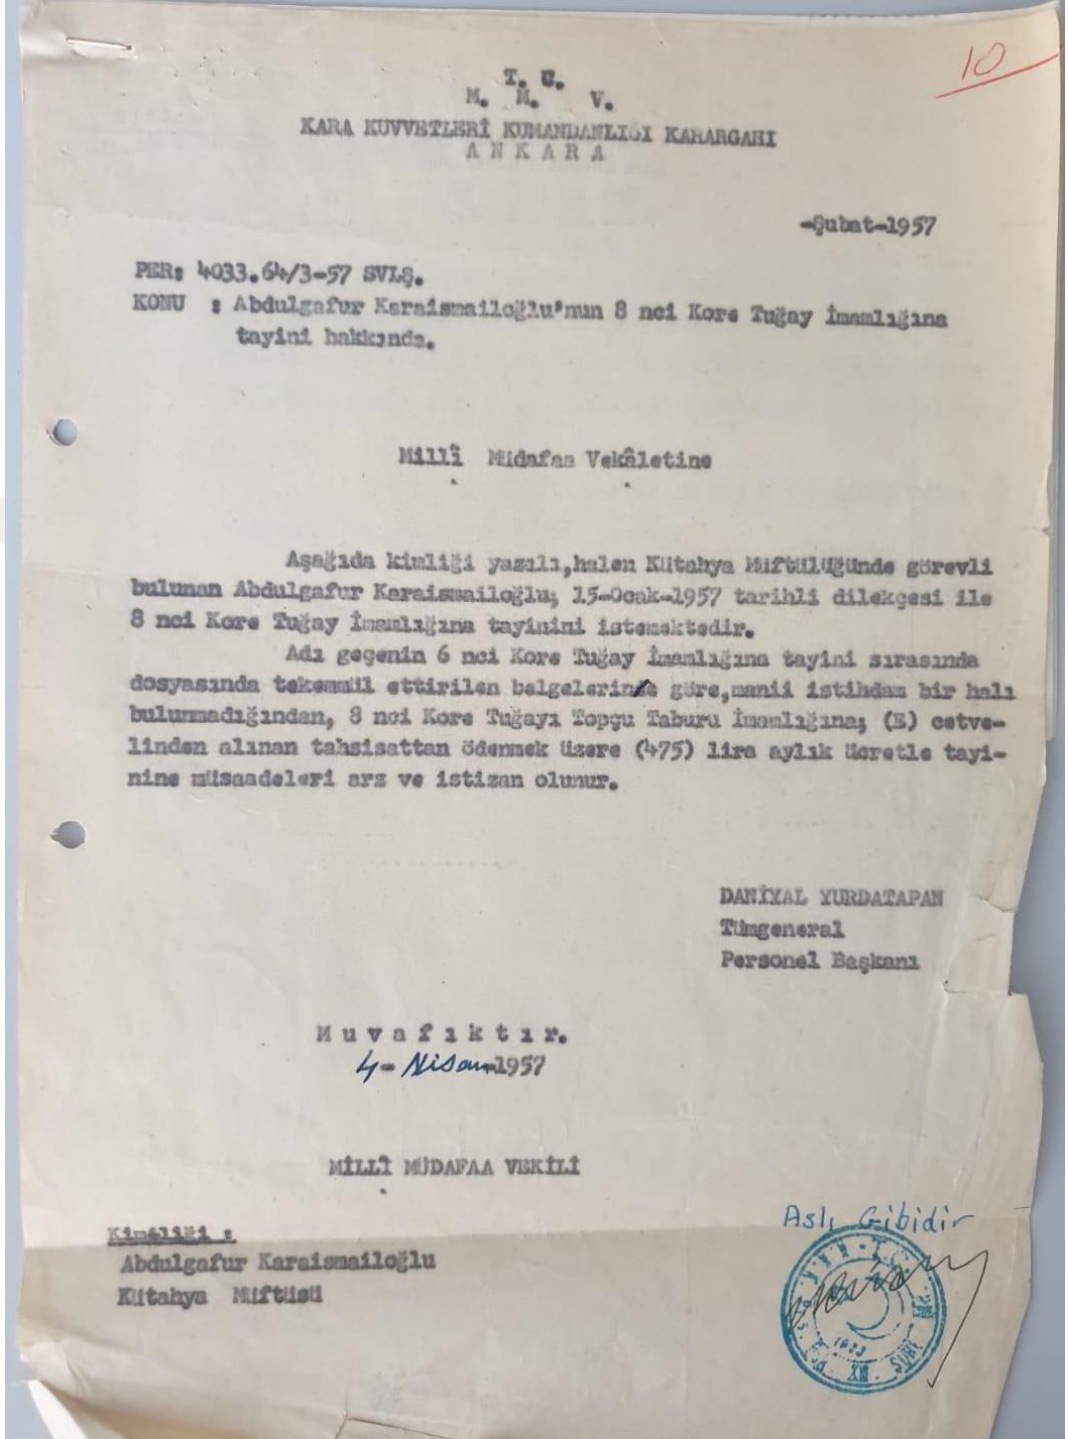 10
T. C.
M. M. V.
KARA KUVVETLERİ KUMANDANLIĞI KARARGAHI
ANKARA
-Şubat-1957
PER: 4033.64/3-57 SVLŞ.
KONU : Abdulgafur Karaismailoğlu'nun 8 nci Kore Tuğay İmamlığına
tayini hakkında.
Millî Müdafaa Vekâletine
Aşağıda kimliği yazılı,halen Kütahya Müftülüğünde görevli
bulunan Abdulgafur Karaismailoğlu; 15-Ocak-1957 tarihli dilekçesi ile
8 nci Kore Tuğay İmamlığına tayinini istemektedir.
Adı geçenin 6 nci Kore Tuğay İmamlığına tayini sırasında
dosyasında tekemmül ettirilen belgelerine göre,manii istihdam bir hali
bulunmadığından, 8 nci Kore Tuğayı Topçu Taburu İmamlığına; (E) cetve-
linden alınan tahsisattan ödenmek üzere (475) lira aylık ücretle tayi-
nine müsaadeleri arz ve istizan olunur.
DANİYAL YURDATAPAN
Tümgeneral
Personel Başkanı
Muvafıktır.
4-Nisan-1957
MİLLÎ MÜDAFAA VEKİLİ
Aslı Gibidir
Kimliği :
Abdulgafur Karaismailoğlu
Kütahya Müftüsü
T.C.